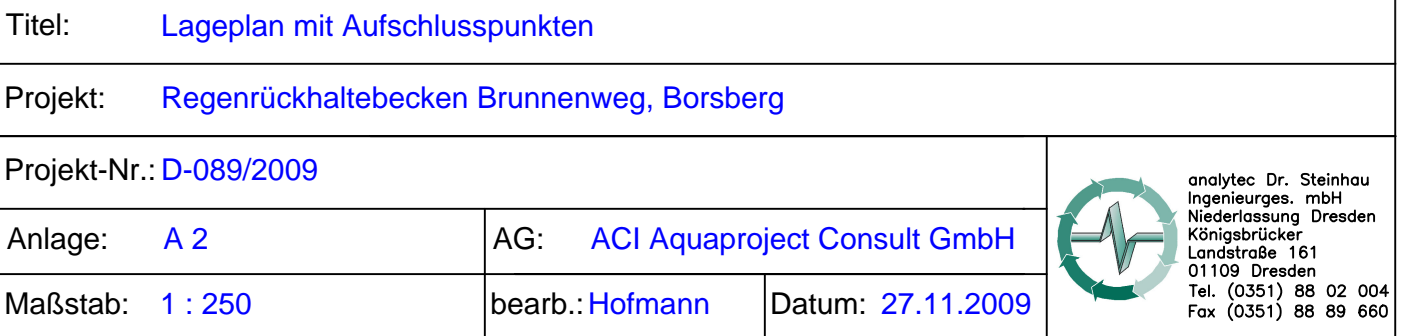 Titel: Lageplan mit Aufschlusspunkten
Projekt: Regenrückhaltebecken Brunnenweg, Borsberg
Projekt-Nr.: D-089/2009
Anlage: A 2 AG: ACI Aquaproject Consult GmbH
Maßstab: 1 : 250 bearb.: Hofmann Datum: 27.11.2009
analytec Dr. Steinhau
Ingenieurges. mbH
Niederlassung Dresden
Königsbrücker
Landstraße 161
01109 Dresden
Tel. (0351) 88 02 004
Fax (0351) 88 89 660